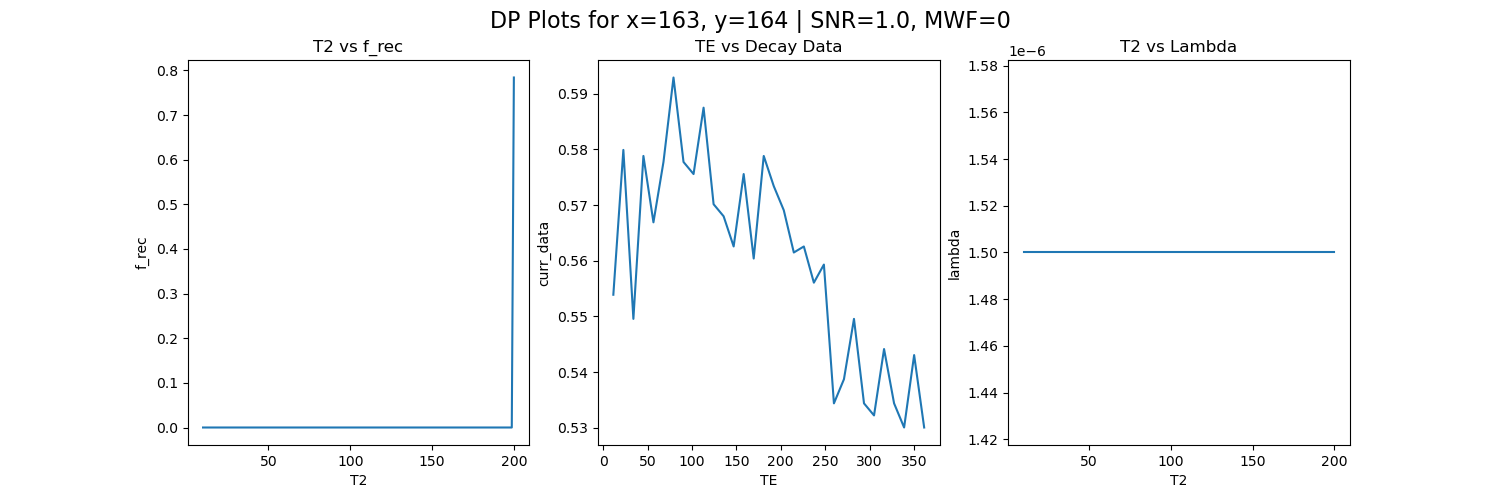 DP Plots for x=163, y=164 | SNR=1.0, MWF=0
T2 vs f_rec
0.8
0.7
0.6
0.5
0.4
0.3
0.2
0.1
0.0
f_rec
50 100 150 200
T2
TE vs Decay Data
0.59
0.58
0.57
0.56
0.55
0.54
0.53
curr_data
0 50 100 150 200 250 300 350
TE
T2 vs Lambda
1e−6
1.58
1.56
1.54
1.52
1.50
1.48
1.46
1.44
1.42
lambda
50 100 150 200
T2